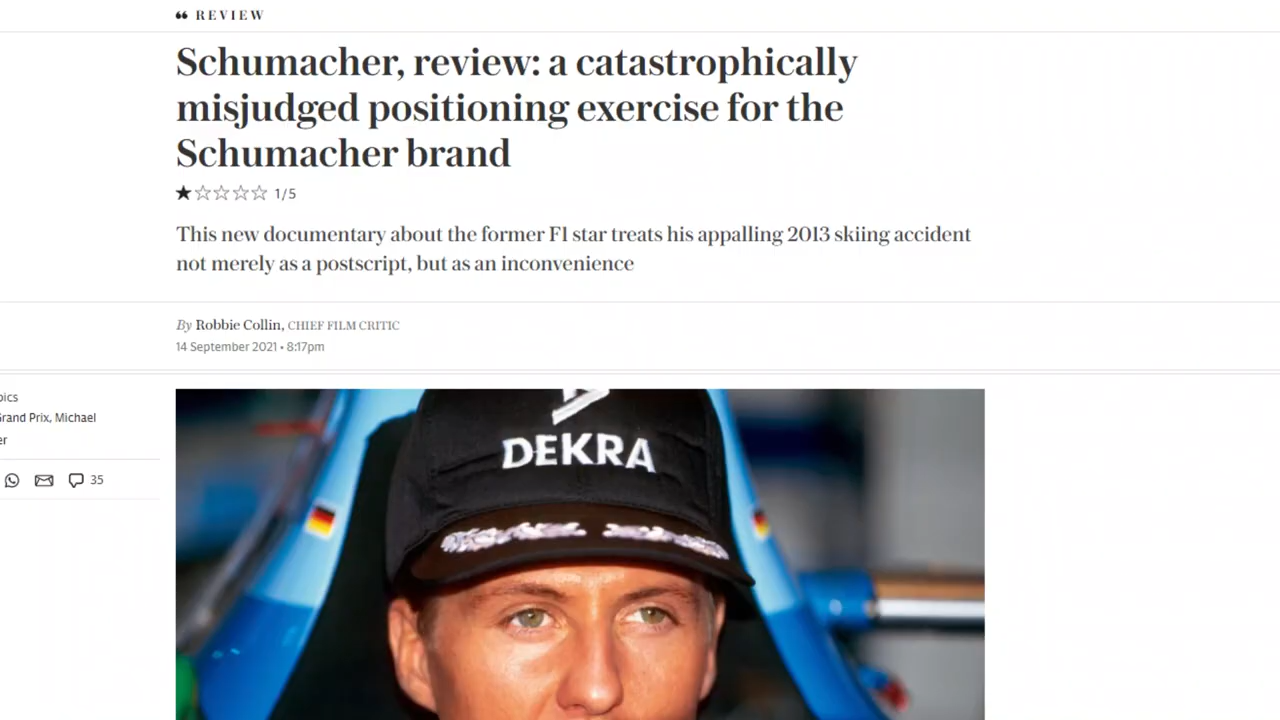 REVIEW
Schumacher, review: a catastrophically
misjudged positioning exercise for the
Schumacher brand
1/5
This new documentary about the former F1 star treats his appalling 2013 skiing accident
not merely as a postscript, but as an inconvenience
By Robbie Collin, CHIEF FILM CRITIC
14 September 2021 • 8:17pm
pics
Grand Prix, Michael
er
35
DEKRA